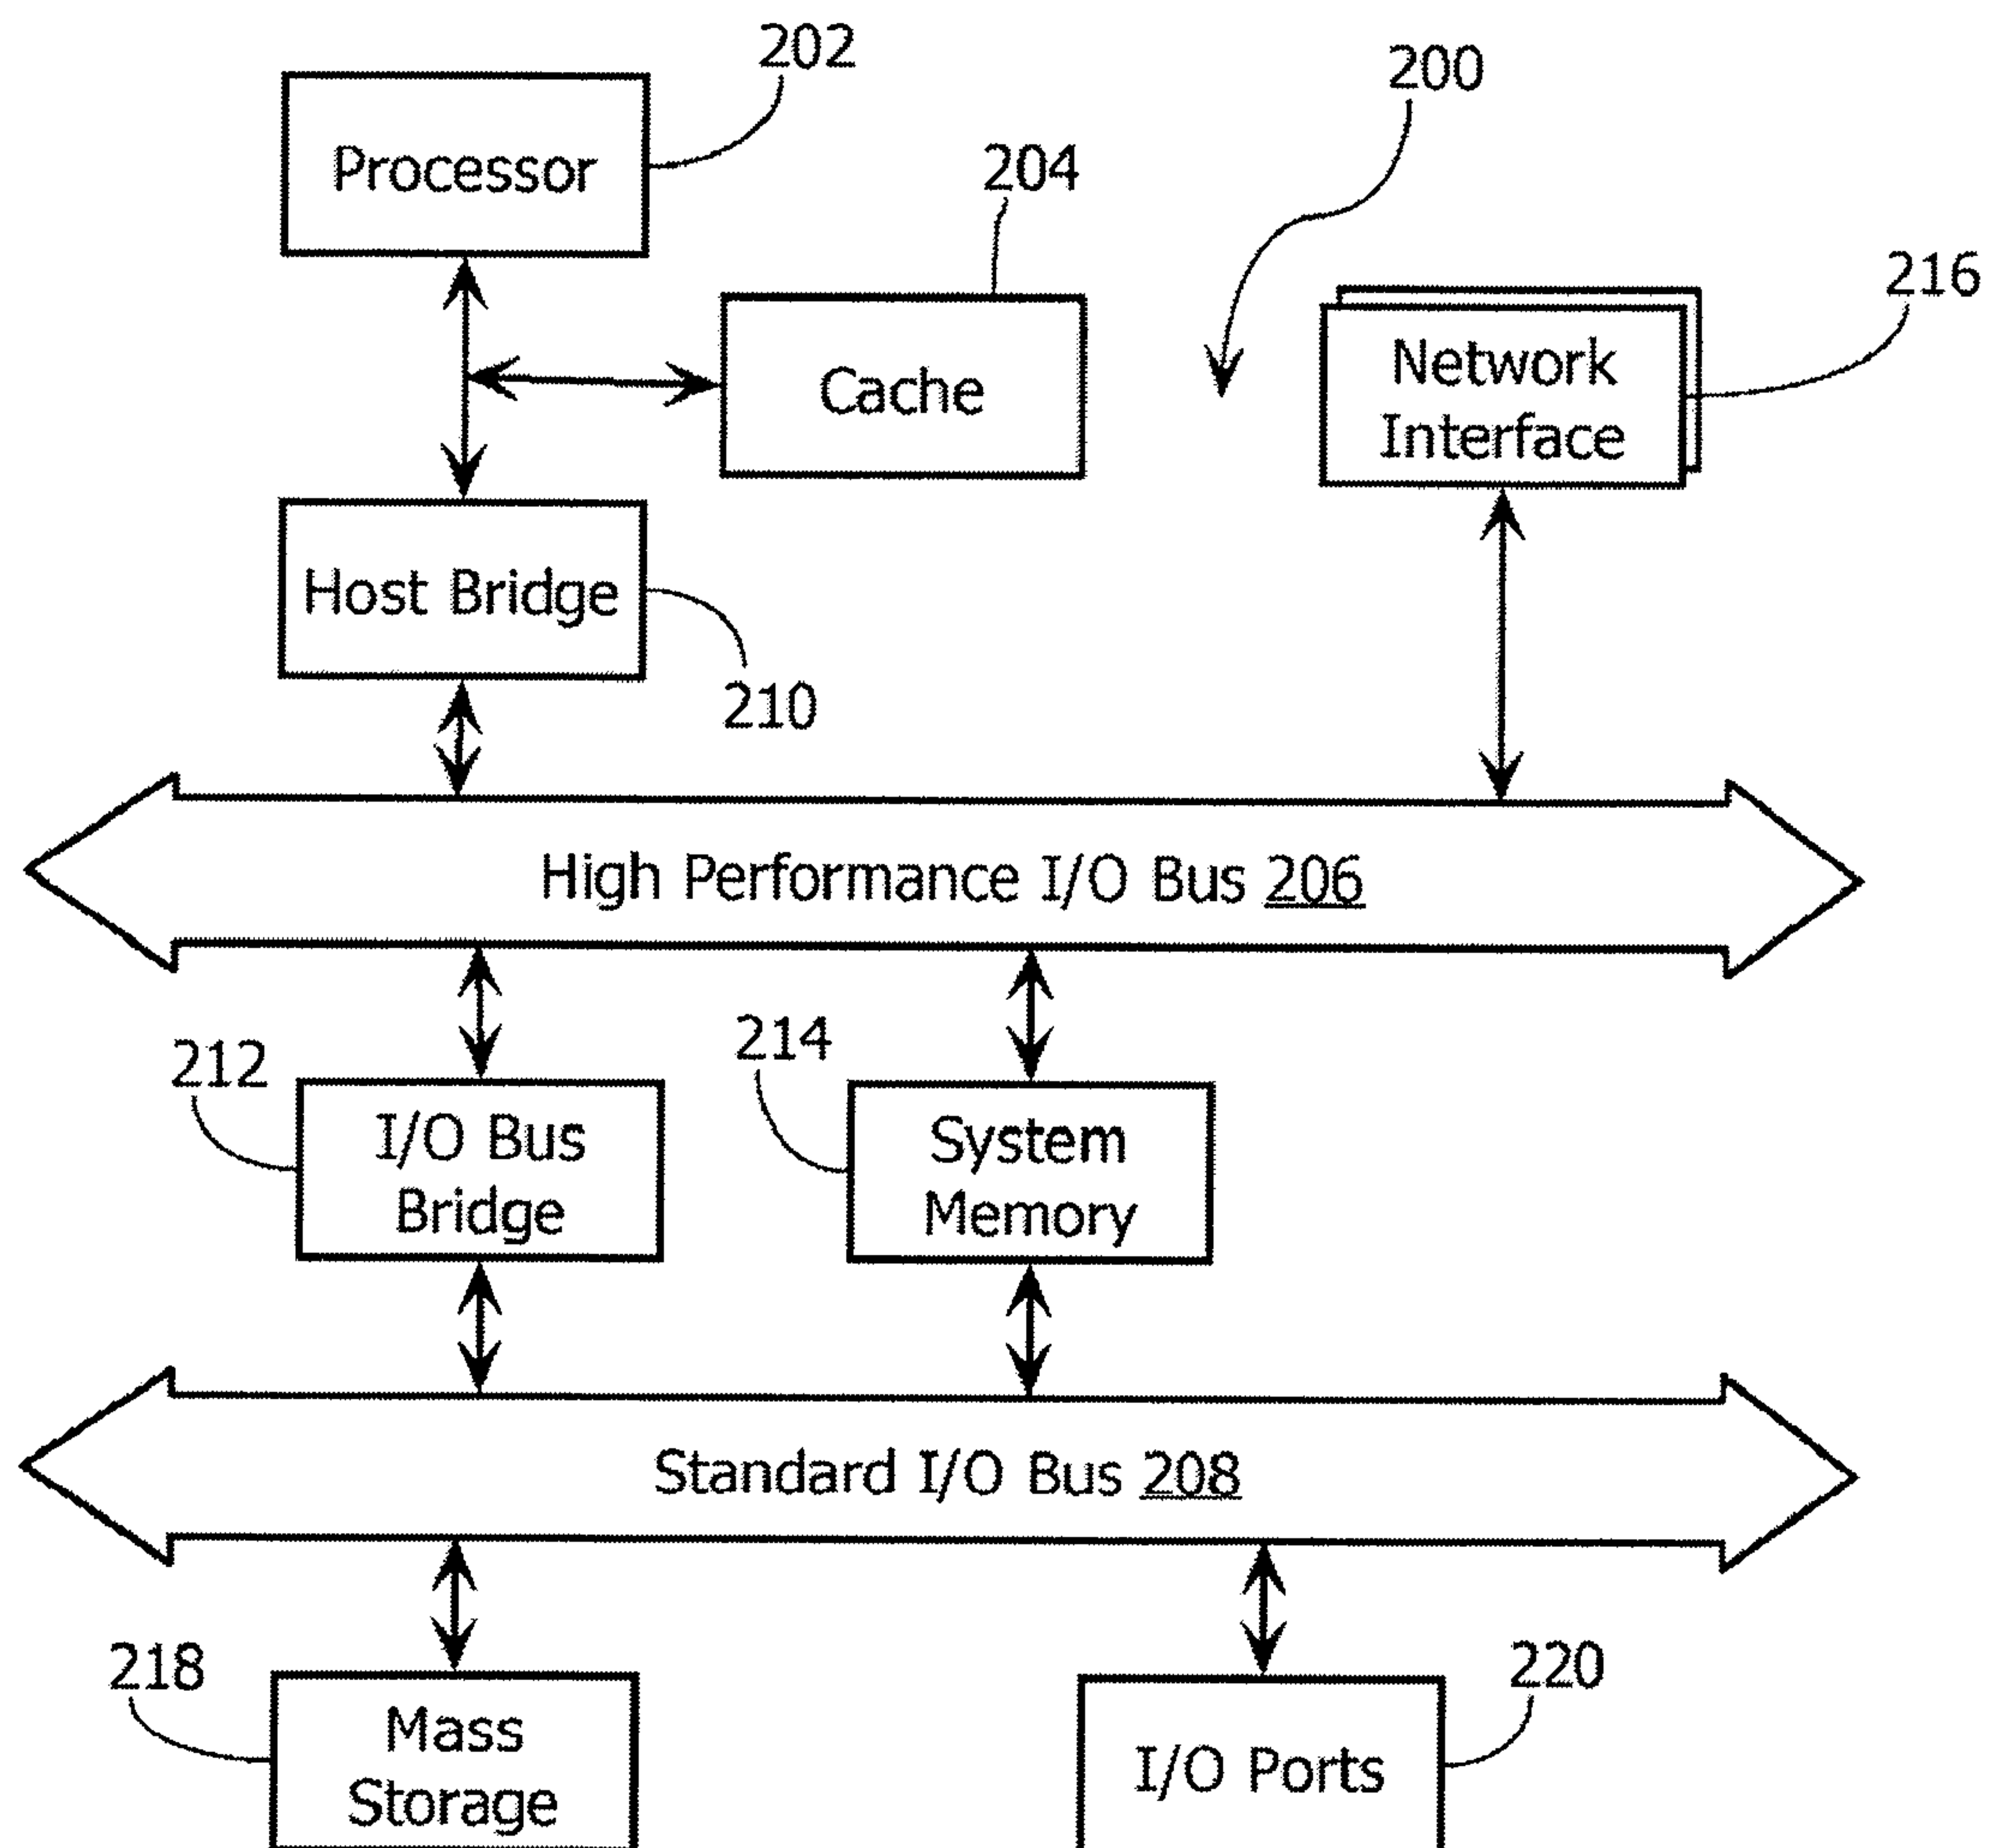 202
200
Processor
204
216
Network
Interface
Cache
Host Bridge
210
High Performance I/O Bus 206
212
214
I/O Bus
Bridge
System
Memory
Standard I/O Bus 208
218
220
Mass
Storage
I/O Ports